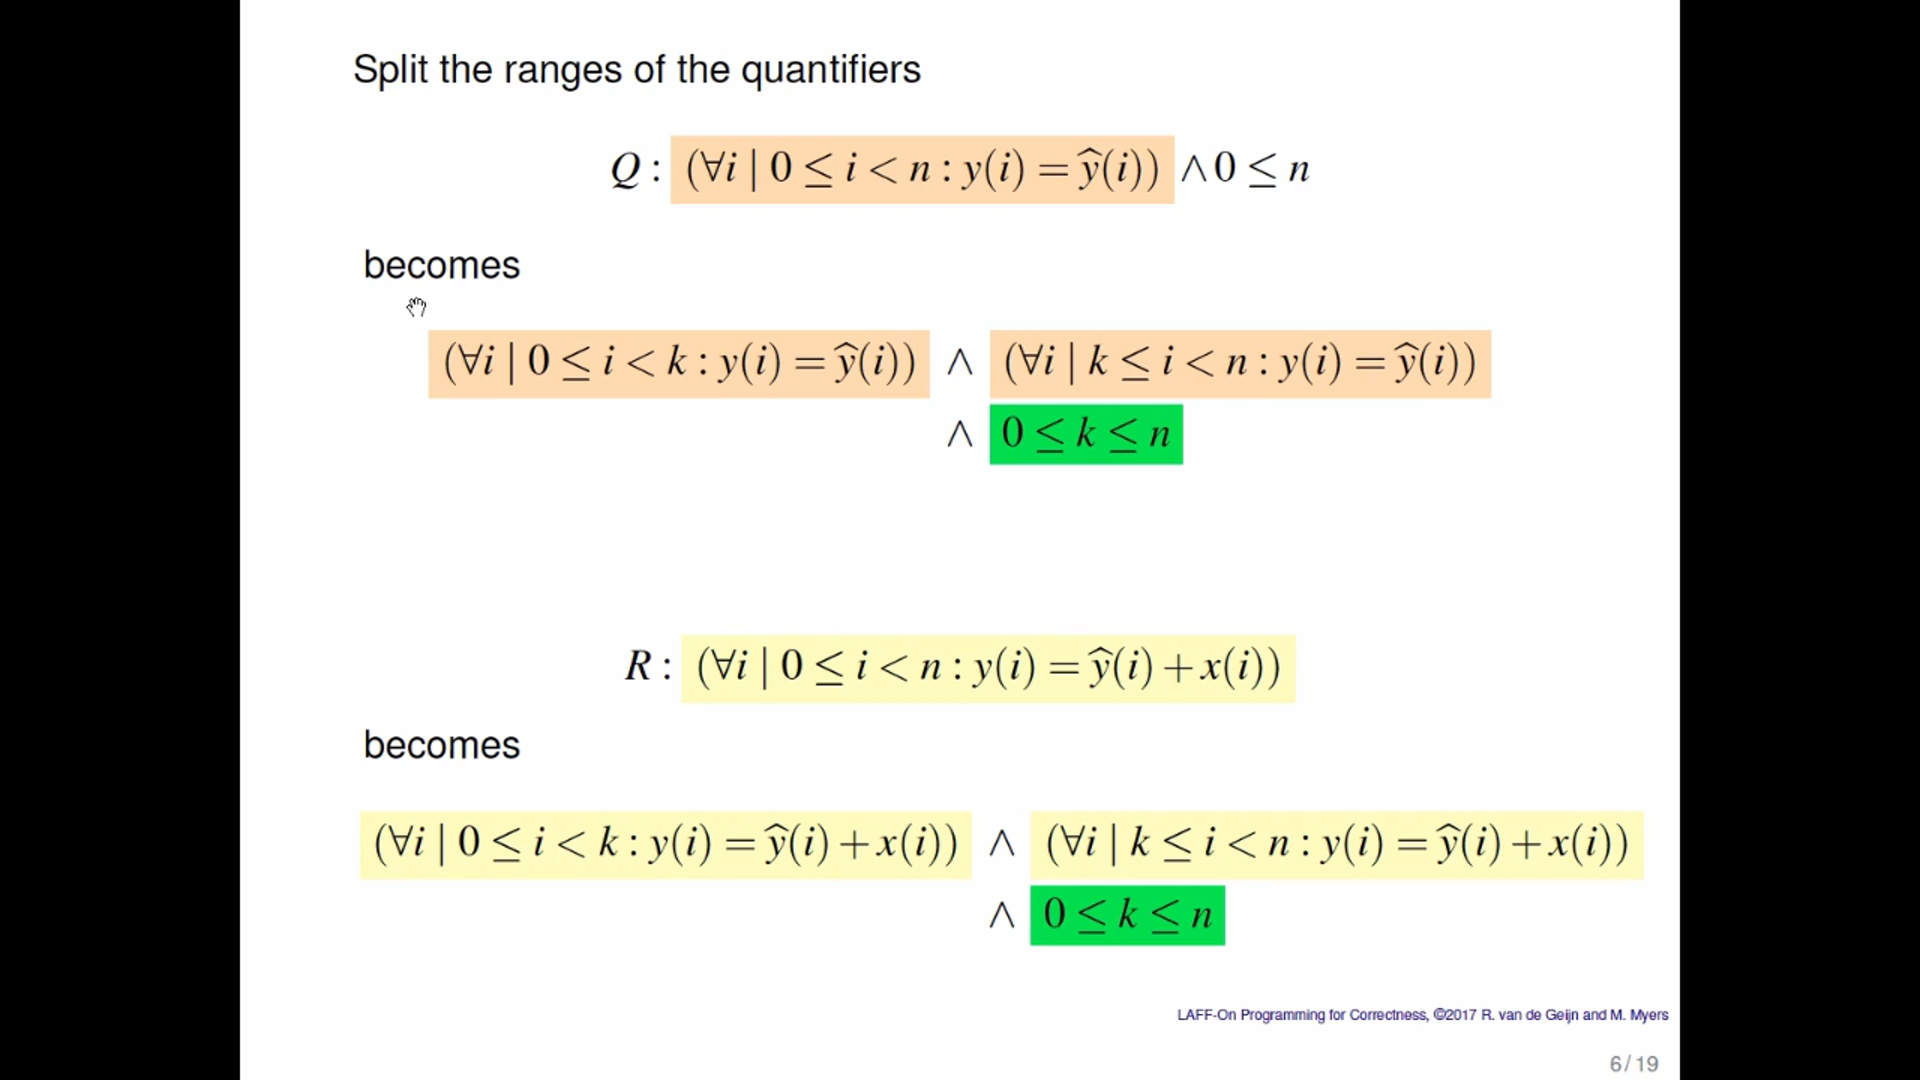 Split the ranges of the quantifiers
Q : (∀i | 0 ≤ i < n : y(i) = ŷ(i)) ∧ 0 ≤ n
becomes
(∀i | 0 ≤ i < k : y(i) = ŷ(i)) ∧ (∀i | k ≤ i < n : y(i) = ŷ(i))
∧ 0 ≤ k ≤ n
R : (∀i | 0 ≤ i < n : y(i) = ŷ(i) + x(i))
becomes
(∀i | 0 ≤ i < k : y(i) = ŷ(i) + x(i)) ∧ (∀i | k ≤ i < n : y(i) = ŷ(i) + x(i))
∧ 0 ≤ k ≤ n
LAFF-On Programming for Correctness, ©2017 R. van de Geijn and M. Myers
6 / 19